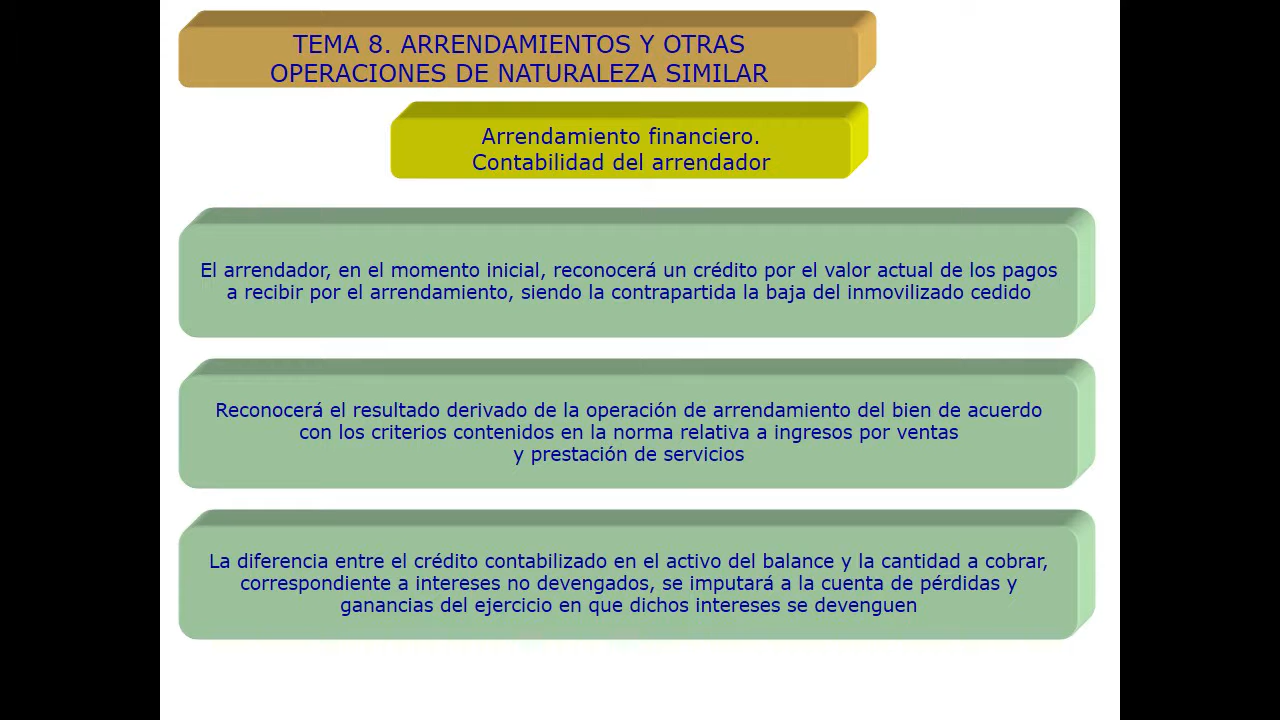 TEMA 8. ARRENDAMIENTOS Y OTRAS
OPERACIONES DE NATURALEZA SIMILAR
Arrendamiento financiero.
Contabilidad del arrendador
El arrendador, en el momento inicial, reconocerá un crédito por el valor actual de los pagos
a recibir por el arrendamiento, siendo la contrapartida la baja del inmovilizado cedido
Reconocerá el resultado derivado de la operación de arrendamiento del bien de acuerdo
con los criterios contenidos en la norma relativa a ingresos por ventas
y prestación de servicios
La diferencia entre el crédito contabilizado en el activo del balance y la cantidad a cobrar,
correspondiente a intereses no devengados, se imputará a la cuenta de pérdidas y
ganancias del ejercicio en que dichos intereses se devenguen